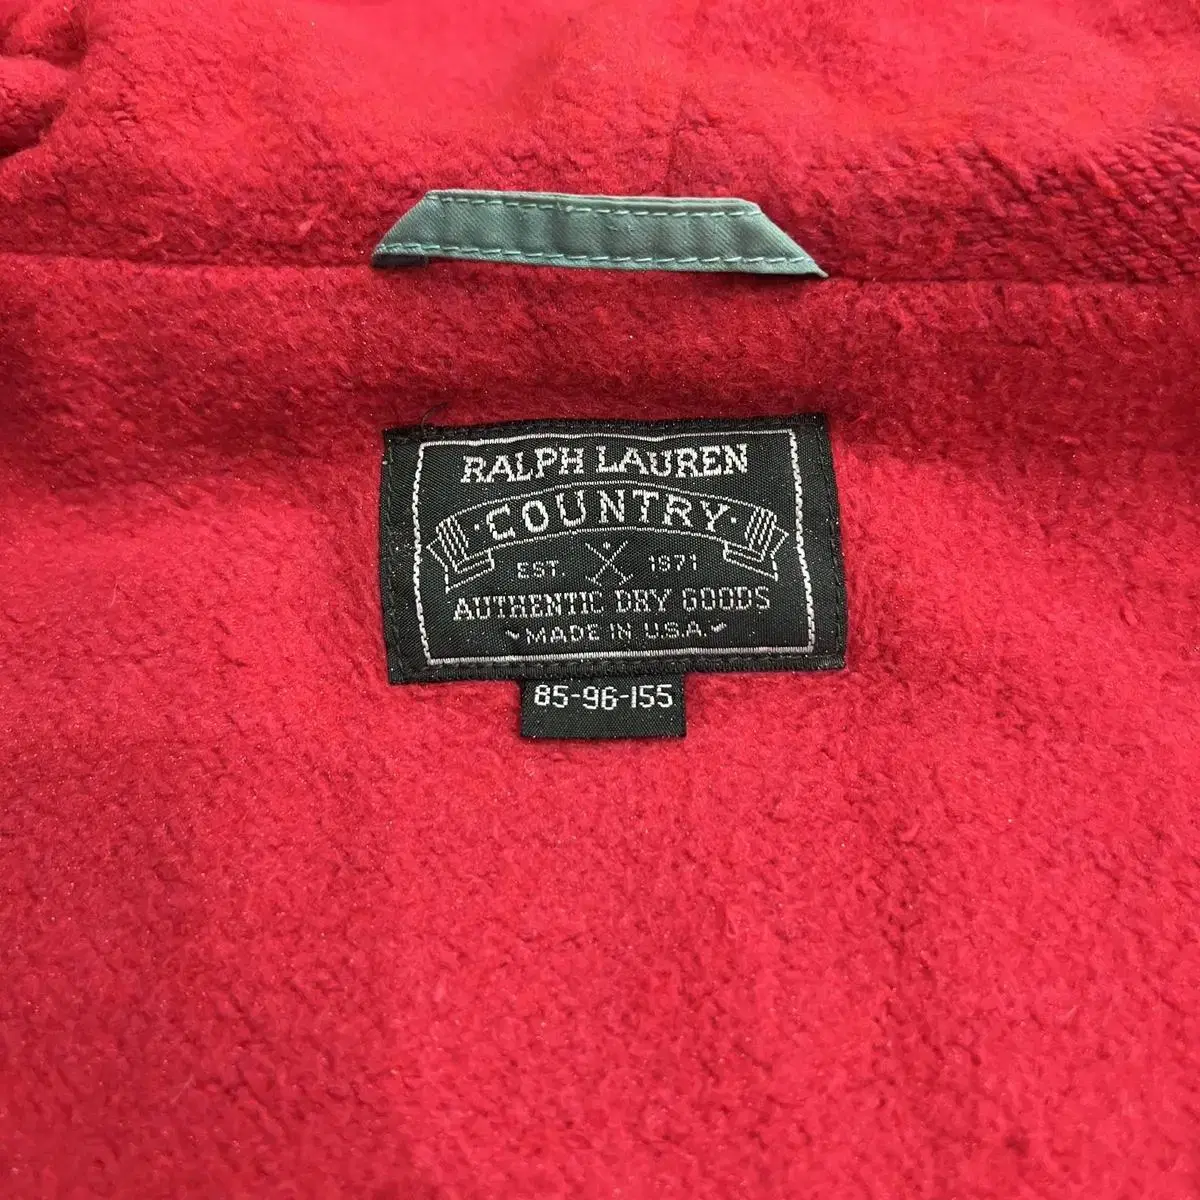 RALPH LAUREN
·COUNTRY·
EST. 1971
AUTHENTIC DRY GOODS
MADE IN U.S.A.
85-96-155